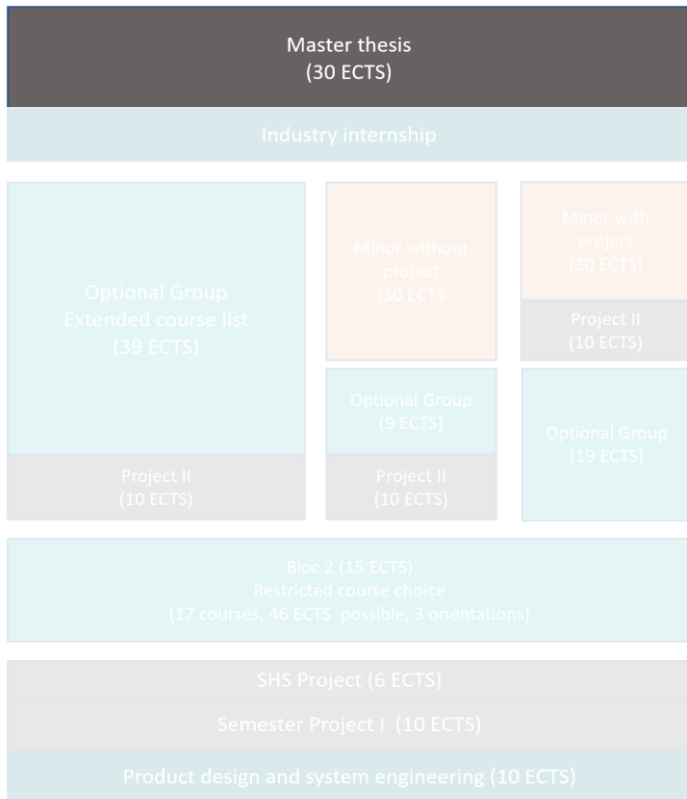 Master thesis
(30 ECTS)
Industry internship
Optional Group
Extended course list
(39 ECTS)
Project II
(10 ECTS)
Minor without
project
(30 ECTS
Optional Group
(9 ECTS)
Project II
(10 ECTS)
Minor with
project
(30 ECTS)
Project II
(10 ECTS)
Optional Group
(19 ECTS)
Bloc 2 (15 ECTS)
Restricted course choice
(17 courses, 46 ECTS possible, 3 orientations)
SHS Project (6 ECTS)
Semester Project I (10 ECTS)
Product design and system engineering (10 ECTS)